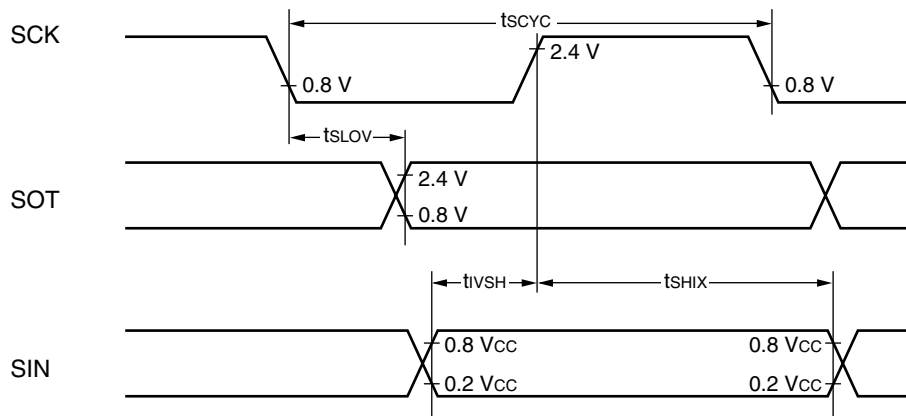 tSCYC
SCK
2.4 V
0.8 V
0.8 V
tSLOV
SOT
2.4 V
0.8 V
tIVSH
tSHIX
SIN
0.8 VCC
0.8 VCC
0.2 VCC
0.2 VCC